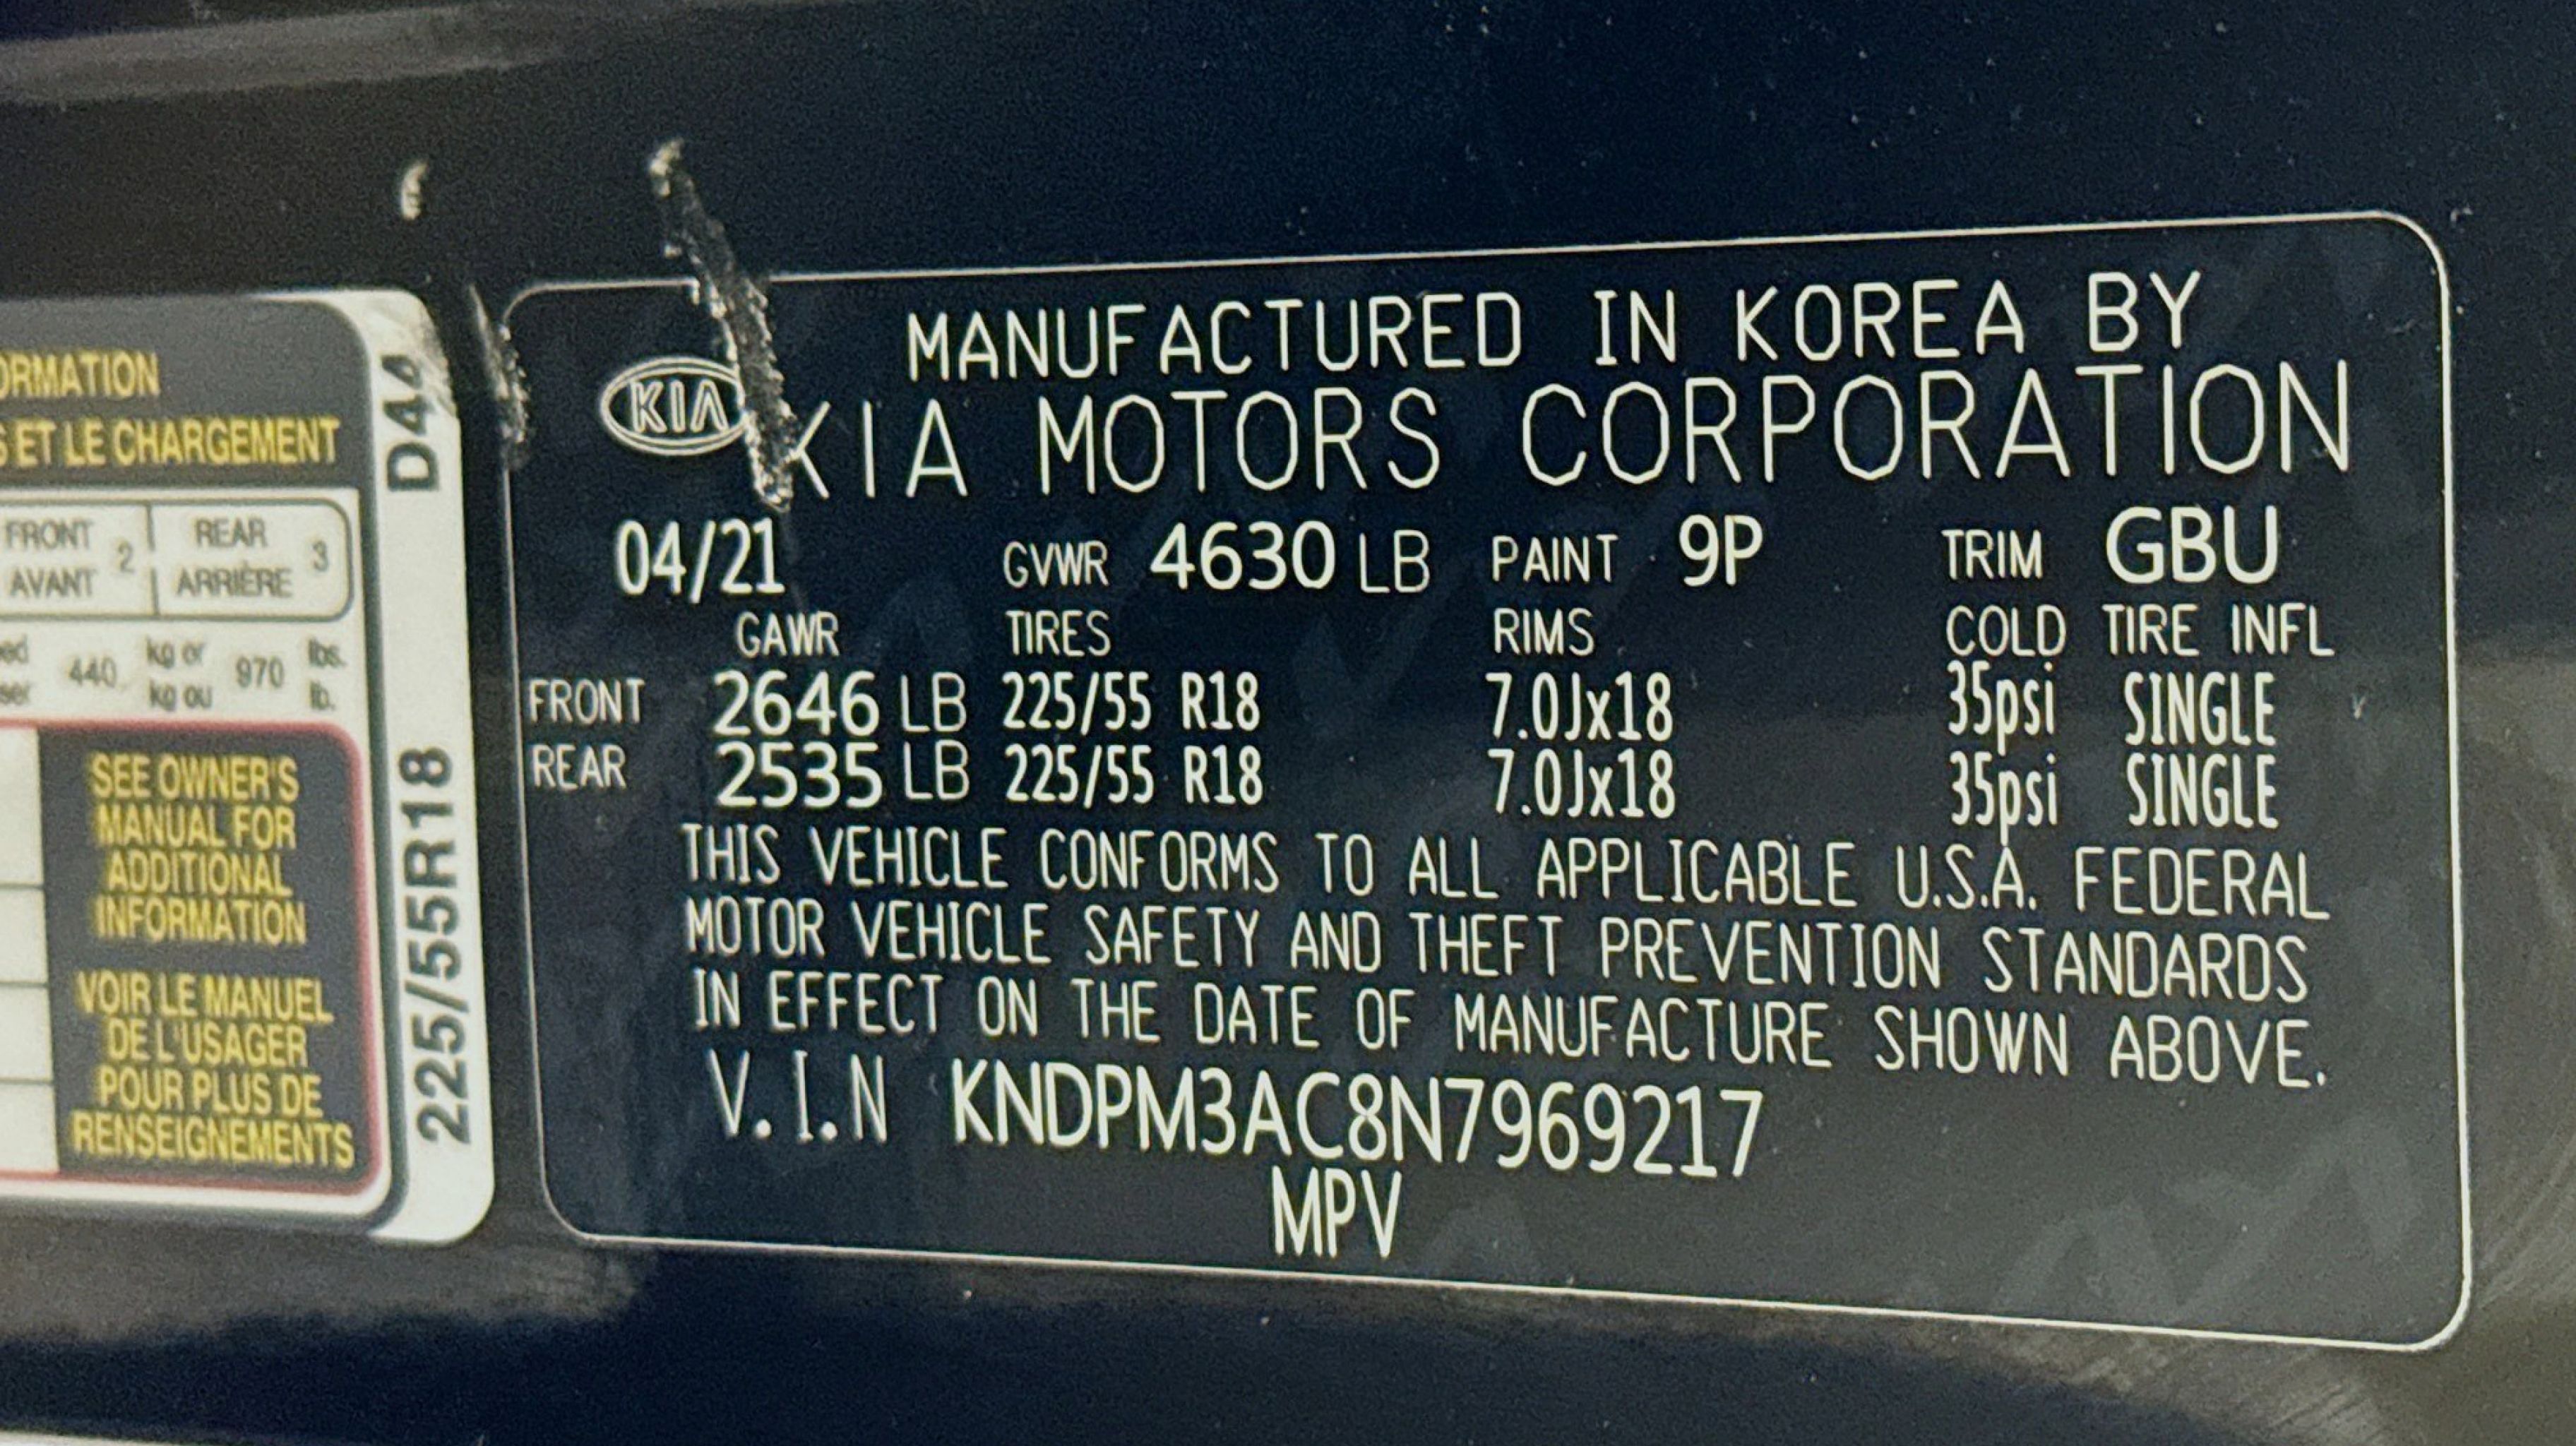 ORMATION
S ET LE CHARGEMENT
FRONT 2 REAR 3
AVANT ARRIÈRE
440 kg or 970 lbs.
kg ou lb.
SEE OWNER'S
MANUAL FOR
ADDITIONAL
INFORMATION
VOIR LE MANUEL
DE L'USAGER
POUR PLUS DE
RENSEIGNEMENTS
D44
225/55R18
MANUFACTURED IN KOREA BY
KIA KIA MOTORS CORPORATION
04/21 GVWR 4630 LB PAINT 9P TRIM GBU
GAWR TIRES RIMS COLD TIRE INFL
FRONT 2646 LB 225/55 R18 7.0Jx18 35psi SINGLE
REAR 2535 LB 225/55 R18 7.0Jx18 35psi SINGLE
THIS VEHICLE CONFORMS TO ALL APPLICABLE U.S.A. FEDERAL
MOTOR VEHICLE SAFETY AND THEFT PREVENTION STANDARDS
IN EFFECT ON THE DATE OF MANUFACTURE SHOWN ABOVE.
V.I.N KNDPM3AC8N7969217
MPV